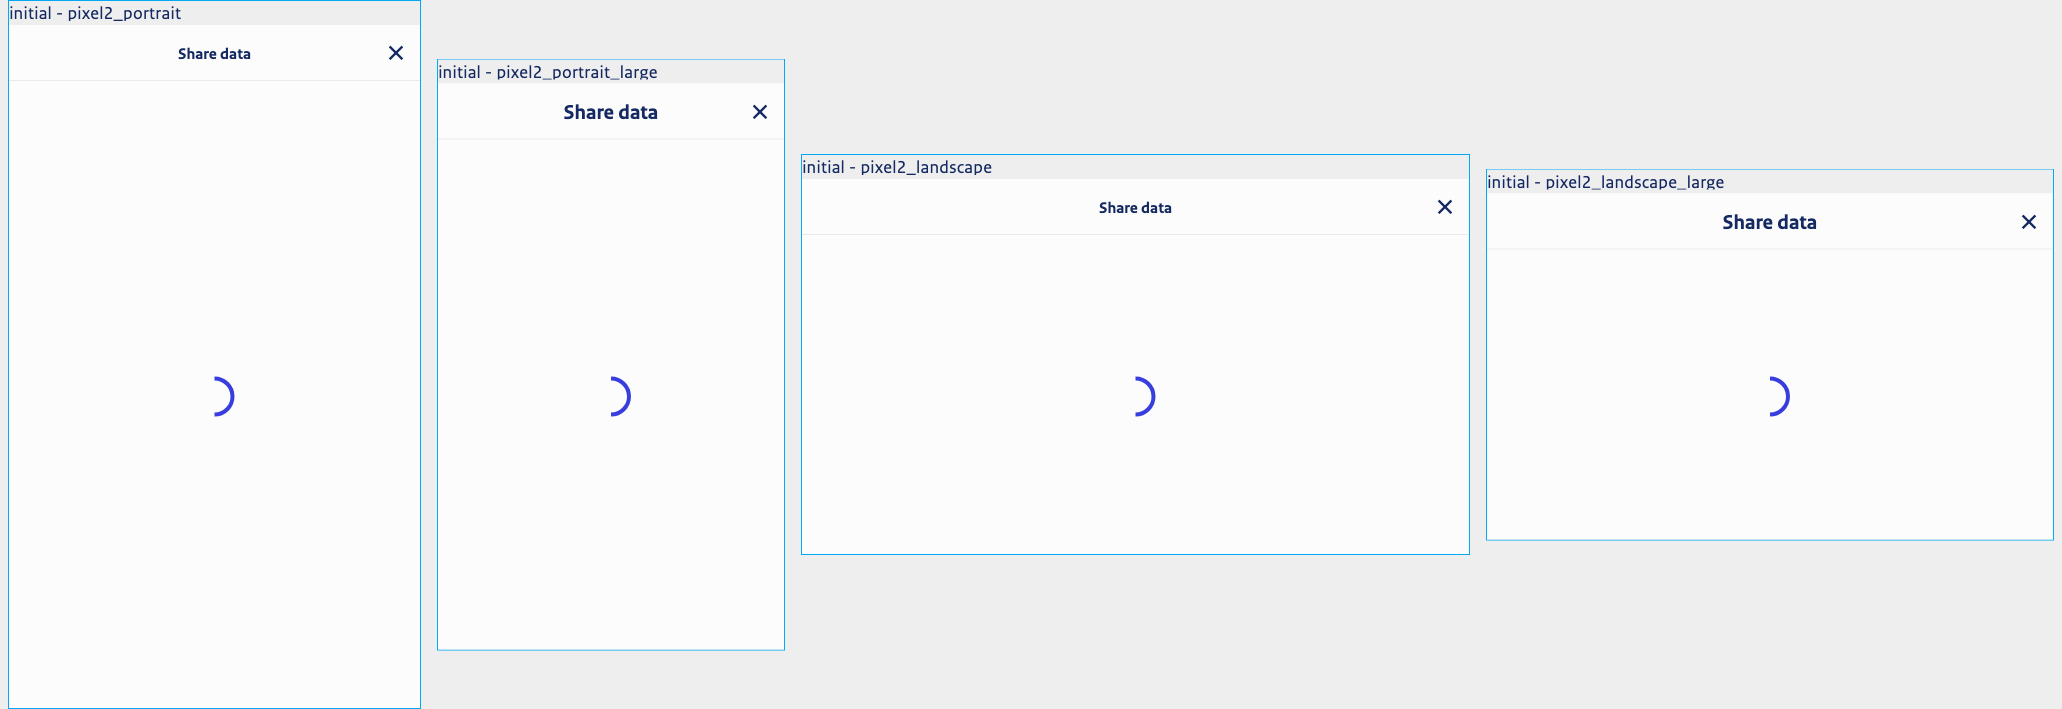 initial - pixel2_portrait
Share data
initial - pixel2_portrait_large
Share data
initial - pixel2_landscape
Share data
initial - pixel2_landscape_large
Share data